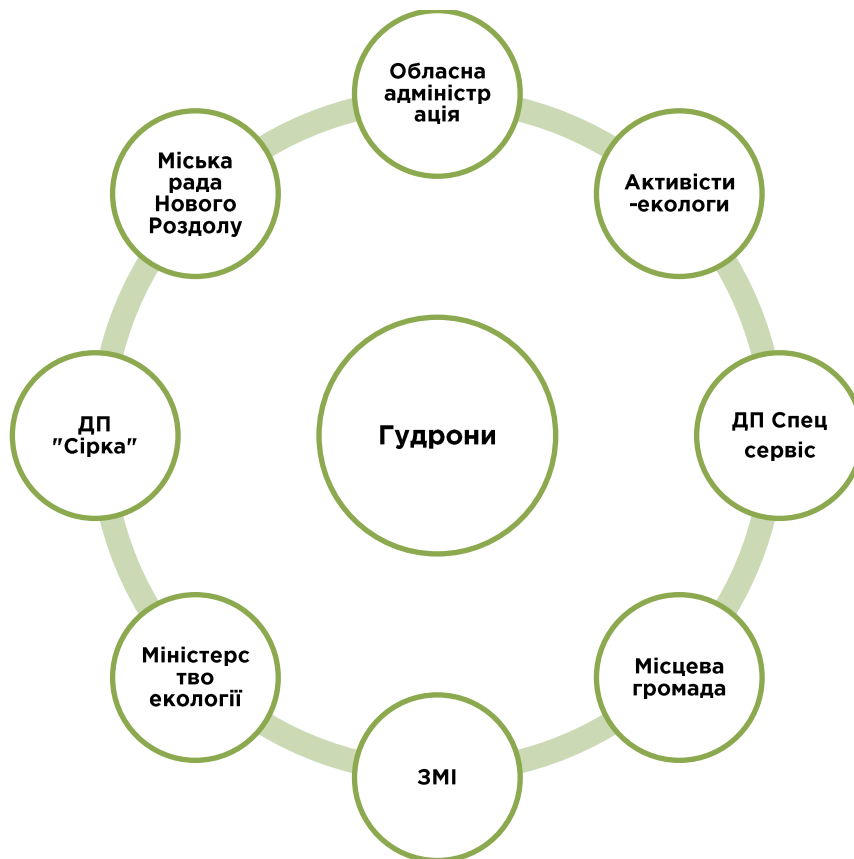 Обласна
адміністр
ація
Активісти
-екологи
ДП Спец
сервіс
Місцева
громада
ЗМІ
Міністерс
тво
екології
ДП
"Сірка"
Міська
рада
Нового
Роздолу
Гудрони